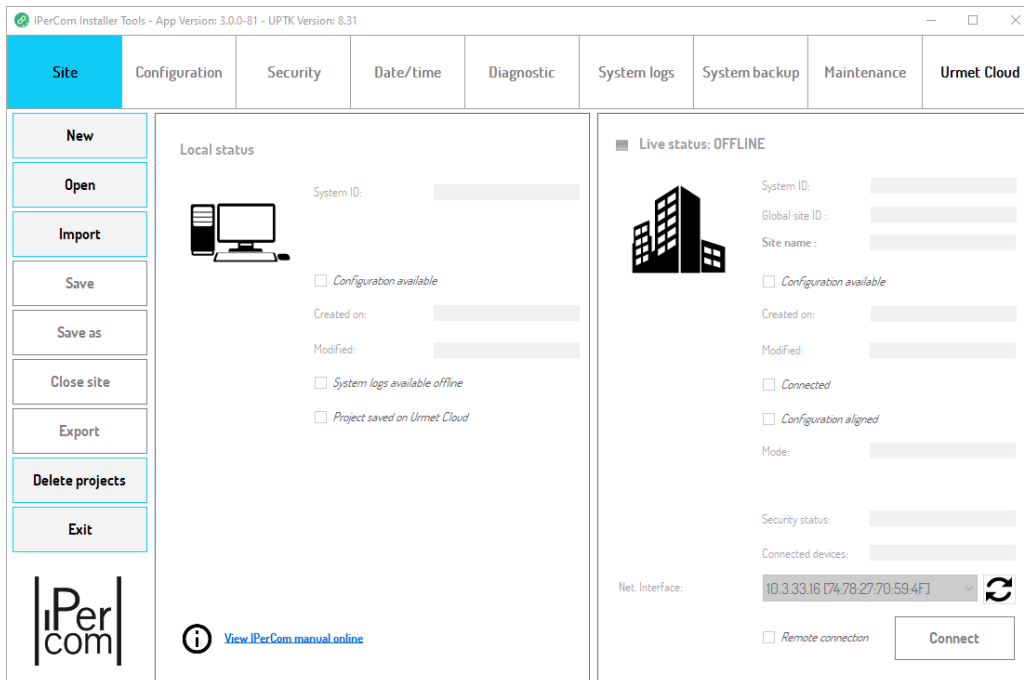 IPerCom Installer Tools - App Version: 3.0.0-81 - UPTK Version: 8.31
Site
Configuration
Security
Date/time
Diagnostic
System logs
System backup
Maintenance
Urmet Cloud
New
Open
Import
Save
Save as
Close site
Export
Delete projects
Exit
IPer
com
Local status
System ID:
Configuration available
Created on:
Modified:
System logs available offline
Project saved on Urmet Cloud
View IPerCom manual online
Live status: OFFLINE
System ID:
Global site ID :
Site name :
Configuration available
Created on:
Modified:
Connected
Configuration aligned
Mode:
Security status:
Connected devices:
Net. Interface:
10.3.33.16 [74:78:27:70:59:4F]
Remote connection
Connect